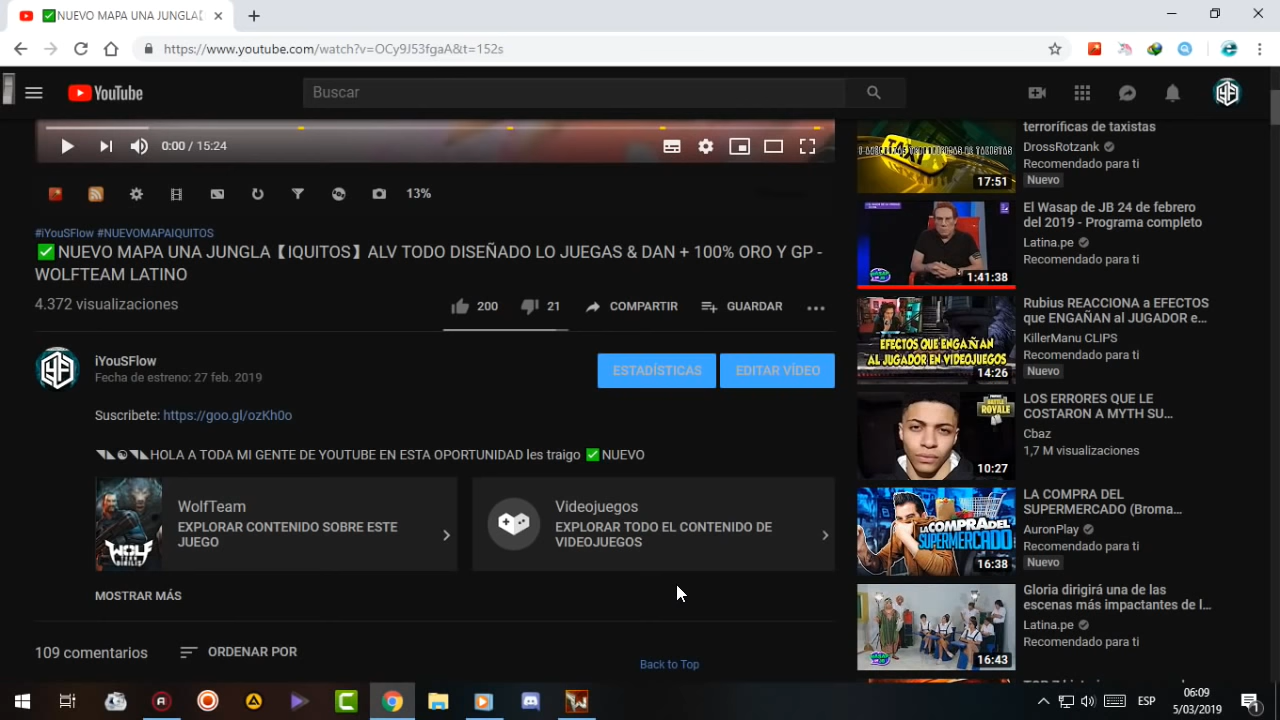 ✅NUEVO MAPA UNA JUNGLA【
https://www.youtube.com/watch?v=OCy9J53fgaA&t=152s
YouTube
Buscar
0:00 / 15:24
13%
#iYouSFlow #NUEVOMAPAIQUITOS
✅NUEVO MAPA UNA JUNGLA【IQUITOS】ALV TODO DISEÑADO LO JUEGAS & DAN + 100% ORO Y GP -
WOLFTEAM LATINO
4.372 visualizaciones
200
21
COMPARTIR
GUARDAR
iYouSFlow
Fecha de estreno: 27 feb. 2019
ESTADÍSTICAS
EDITAR VÍDEO
Suscribete: https://goo.gl/ozKh0o
◥◣☯◥◣HOLA A TODA MI GENTE DE YOUTUBE EN ESTA OPORTUNIDAD les traigo ✅NUEVO
WolfTeam
EXPLORAR CONTENIDO SOBRE ESTE
JUEGO
Videojuegos
EXPLORAR TODO EL CONTENIDO DE
VIDEOJUEGOS
MOSTRAR MÁS
109 comentarios
ORDENAR POR
Back to Top
TAXI
17:51
terroríficas de taxistas
DrossRotzank
Recomendado para ti
Nuevo
1:41:38
El Wasap de JB 24 de febrero
del 2019 - Programa completo
Latina.pe
Recomendado para ti
EFECTOS QUE ENGAÑAN
AL JUGADOR EN VIDEOJUEGOS
14:26
Rubius REACCIONA a EFECTOS
que ENGAÑAN al JUGADOR e...
KillerManu CLIPS
Recomendado para ti
Nuevo
BATTLE
ROYALE
10:27
LOS ERRORES QUE LE
COSTARON A MYTH SU...
Cbaz
1,7 M visualizaciones
LA COMPRA DEL
SUPERMERCADO
16:38
LA COMPRA DEL
SUPERMERCADO (Broma...
AuronPlay
Recomendado para ti
Nuevo
16:43
Gloria dirigirá una de las
escenas más impactantes de l...
Latina.pe
Recomendado para ti
ESP
06:09
5/03/2019
1